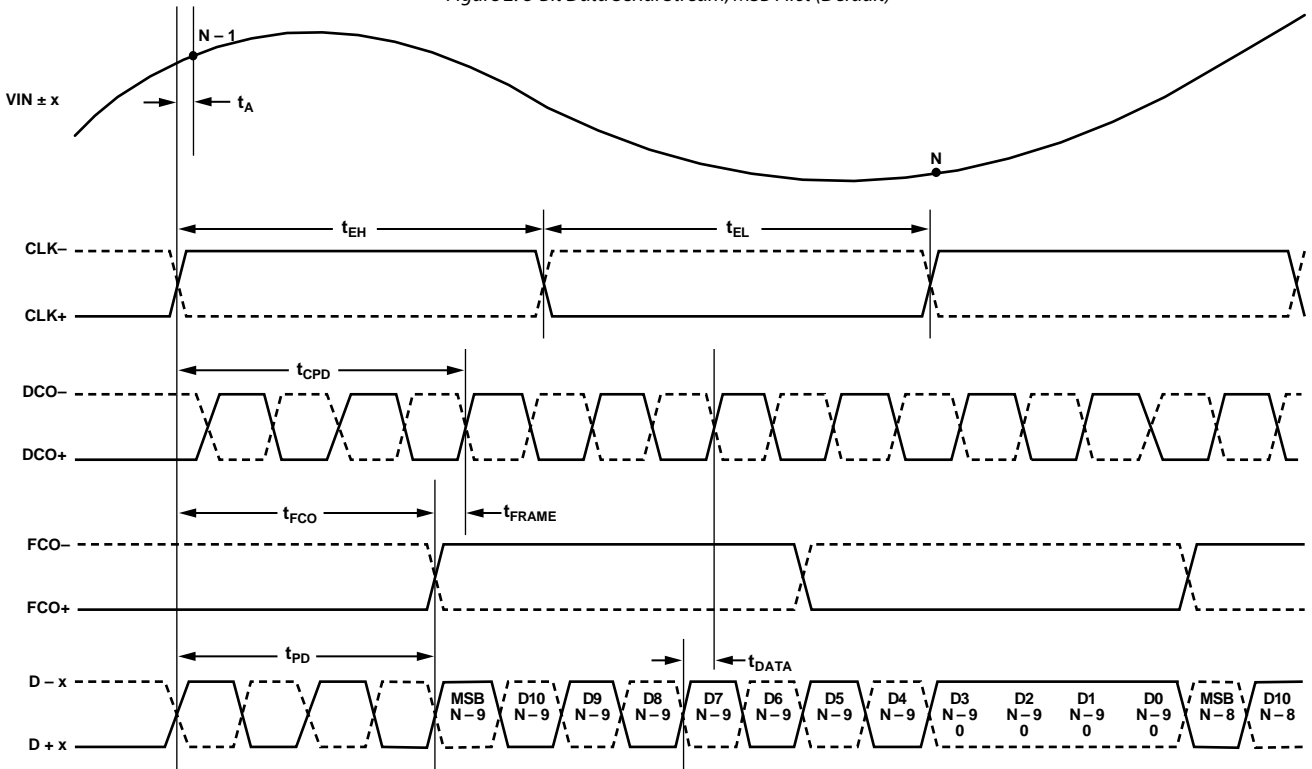 Figure 2. 8-Bit Data Serial Stream, MSB First (Default)
N – 1
VIN ± x
tA
N
tEH
tEL
CLK–
CLK+
tCPD
DCO–
DCO+
tFCO
tFRAME
FCO–
FCO+
tPD
tDATA
D – x
MSB N – 9
D10 N – 9
D9 N – 9
D8 N – 9
D7 N – 9
D6 N – 9
D5 N – 9
D4 N – 9
D3 N – 9 0
D2 N – 9 0
D1 N – 9 0
D0 N – 9 0
MSB N – 8
D10 N – 8
D + x